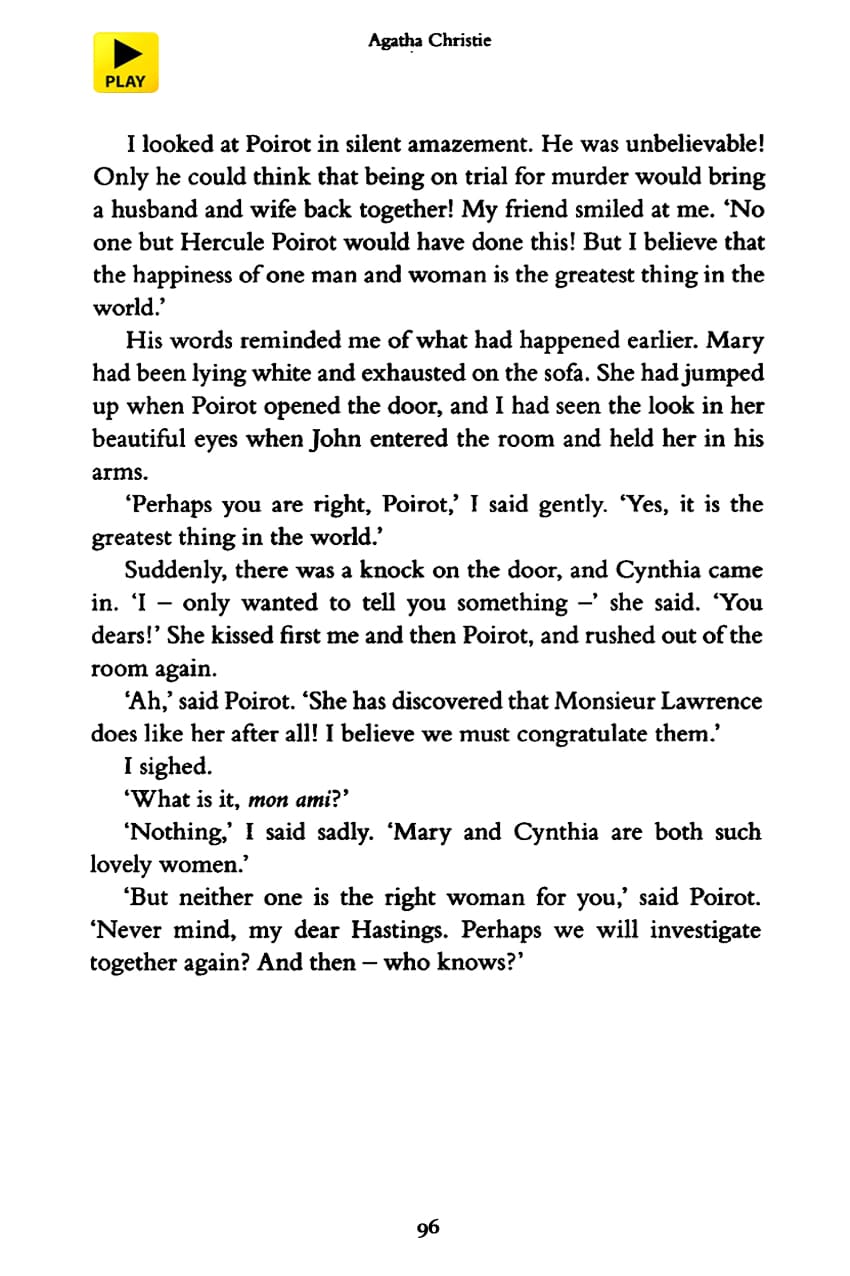 Agatha Christie
PLAY
I looked at Poirot in silent amazement. He was unbelievable!
Only he could think that being on trial for murder would bring
a husband and wife back together! My friend smiled at me. ‘No
one but Hercule Poirot would have done this! But I believe that
the happiness of one man and woman is the greatest thing in the
world.’
His words reminded me of what had happened earlier. Mary
had been lying white and exhausted on the sofa. She had jumped
up when Poirot opened the door, and I had seen the look in her
beautiful eyes when John entered the room and held her in his
arms.
‘Perhaps you are right, Poirot,’ I said gently. ‘Yes, it is the
greatest thing in the world.’
Suddenly, there was a knock on the door, and Cynthia came
in. ‘I – only wanted to tell you something –’ she said. ‘You
dears!’ She kissed first me and then Poirot, and rushed out of the
room again.
‘Ah,’ said Poirot. ‘She has discovered that Monsieur Lawrence
does like her after all! I believe we must congratulate them.’
I sighed.
‘What is it, mon ami?’
‘Nothing,’ I said sadly. ‘Mary and Cynthia are both such
lovely women.’
‘But neither one is the right woman for you,’ said Poirot.
‘Never mind, my dear Hastings. Perhaps we will investigate
together again? And then – who knows?’
96